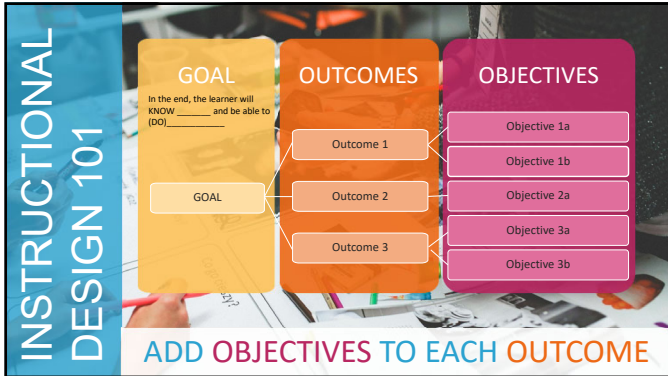 INSTRUCTIONAL
DESIGN 101
GOAL
In the end, the learner will
KNOW _______ and be able to
(DO)____________
GOAL
OUTCOMES
Outcome 1
Outcome 2
Outcome 3
OBJECTIVES
Objective 1a
Objective 1b
Objective 2a
Objective 3a
Objective 3b
ADD OBJECTIVES TO EACH OUTCOME